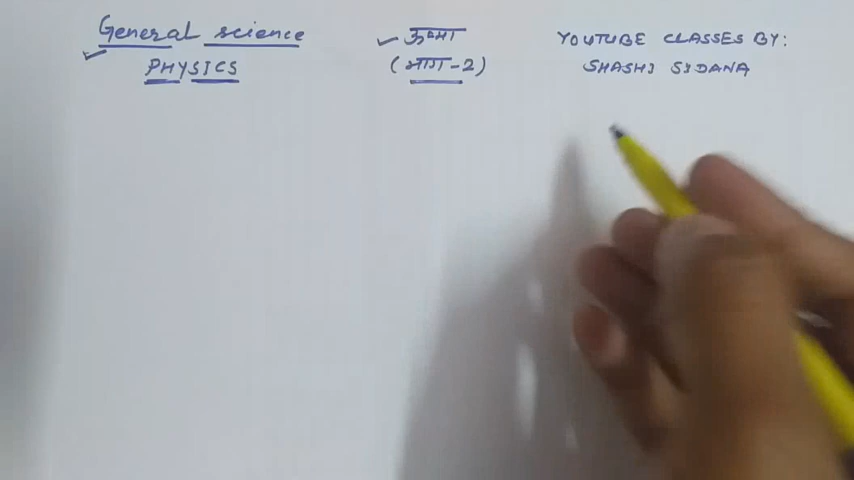 General science
PHYSICS
ऊष्मा
(भाग-2)
YOUTUBE CLASSES BY:
SHASHI SIDANA